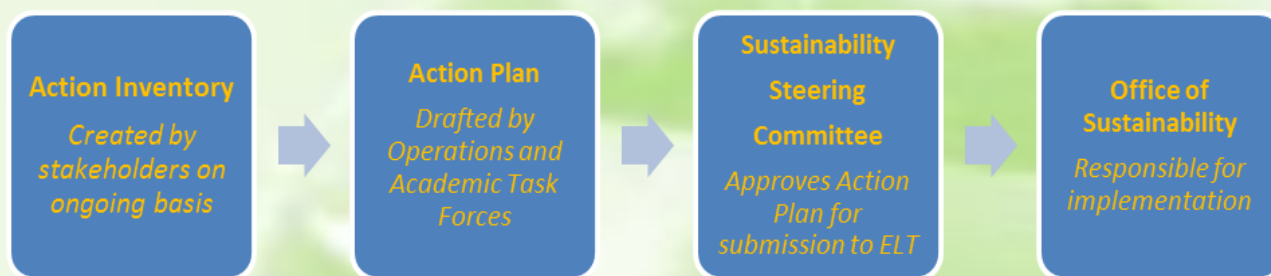 Action Inventory
Created by
stakeholders on
ongoing basis
Action Plan
Drafted by
Operations and
Academic Task
Forces
Sustainability
Steering
Committee
Approves Action
Plan for
submission to ELT
Office of
Sustainability
Responsible for
implementation